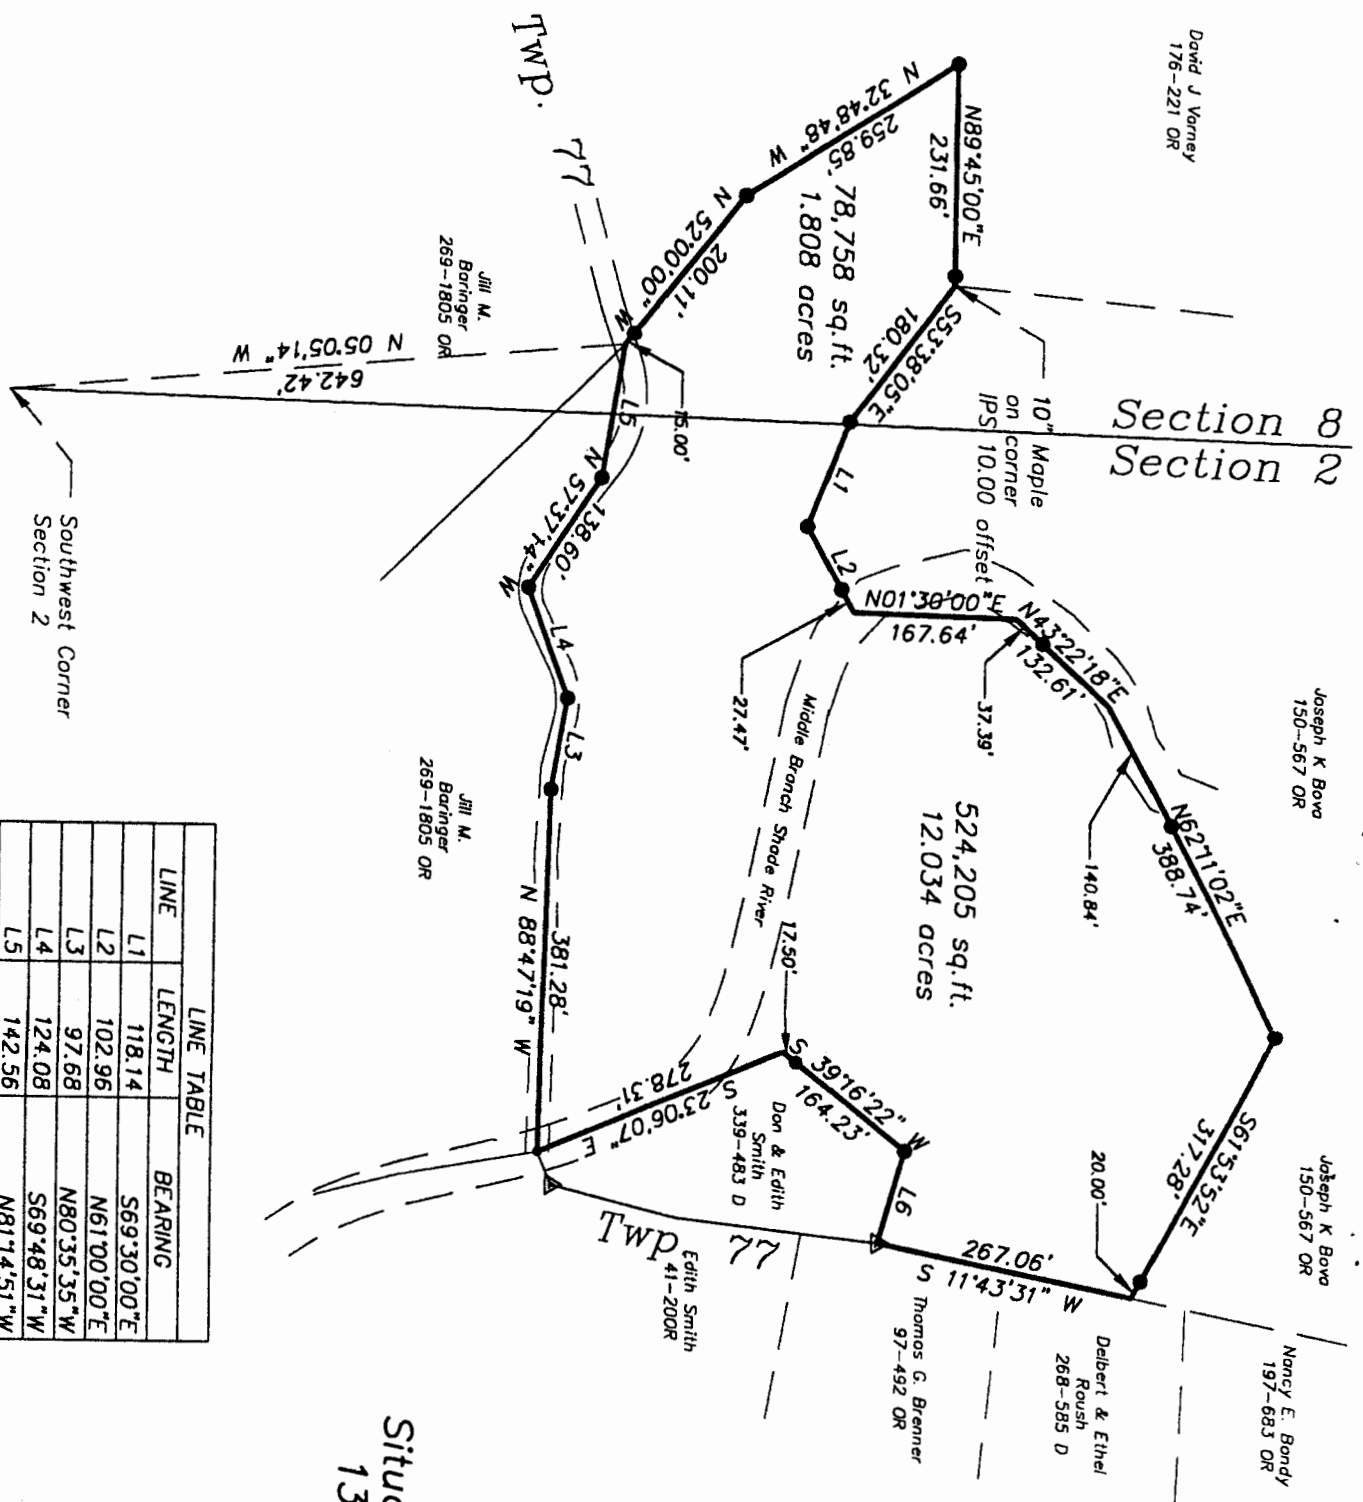 David J Varney
176-221 OR
N89°45'00"E
231.66'
N 32°48'48" W
259.85'
78,758 sq.ft.
1.808 acres
S53°38'05"E
180.32'
N 52°00'00" W
200.11'
Twp. 77
Jill M.
Baringer
269-1805 OR
N 05°05'14" W
642.42'
15.00'
L5
Section 8
Section 2
10" Maple
on corner
IPS 10.00 offset
L1
L2
N01°30'00"E
167.64'
27.47'
N43°22'18"E
132.61'
37.39'
N 57°37'14" W
138.60'
L4
L3
Southwest Corner
Section 2
Joseph K Bova
150-567 OR
N62°11'02"E
388.74'
140.84'
524,205 sq.ft.
12.034 acres
Middle Branch Shade River
17.50'
Jill M.
Baringer
269-1805 OR
381.28'
N 88°47'19" W
278.31'
S 23°06'07" E
Don & Edith
Smith
339-483 D
S 39°16'22" W
164.23'
L6
Joseph K Bova
150-567 OR
S61°53'52"E
317.28'
20.00'
267.06'
S 11°43'31" W
Twp 77
Edith Smith
41-200R
Thomas G. Brenner
97-492 OR
Delbert & Ethel
Roush
268-585 D
Nancy E. Bondy
197-683 OR
LINE TABLE
LINE LENGTH BEARING
L1 118.14 S69°30'00"E
L2 102.96 N61°00'00"E
L3 97.68 N80°35'35"W
L4 124.08 S69°48'31"W
L5 142.56 N81°14'51"W
Situ
13